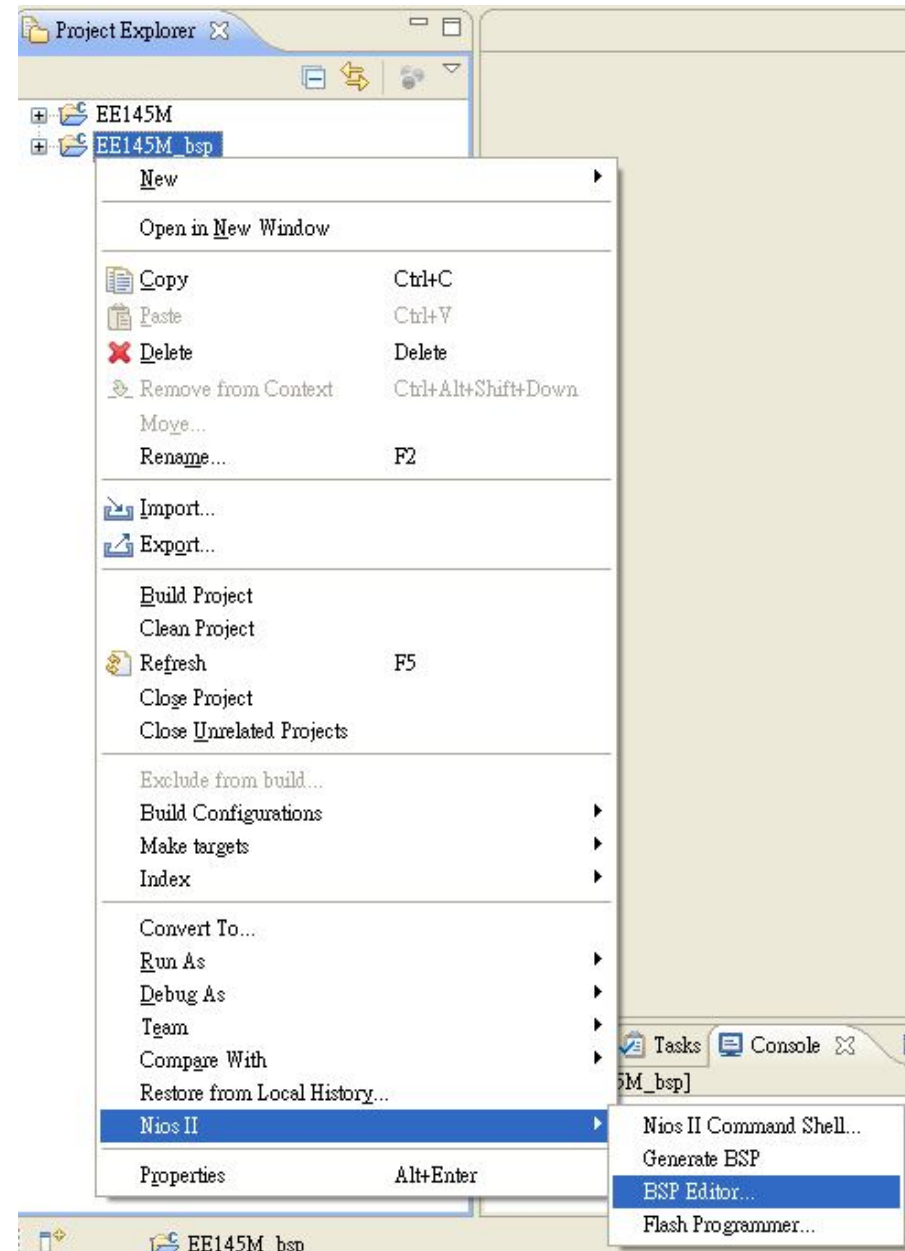 Project Explorer
EE145M
EE145M_bsp
New
Open in New Window
Copy Ctrl+C
Paste Ctrl+V
Delete Delete
Remove from Context Ctrl+Alt+Shift+Down
Move...
Rename... F2
Import...
Export...
Build Project
Clean Project
Refresh F5
Close Project
Close Unrelated Projects
Exclude from build...
Build Configurations
Make targets
Index
Convert To...
Run As
Debug As
Team
Compare With
Restore from Local History...
Nios II
Properties Alt+Enter
Tasks Console
5M_bsp]
Nios II Command Shell...
Generate BSP
BSP Editor...
Flash Programmer...
EE145M_bsp